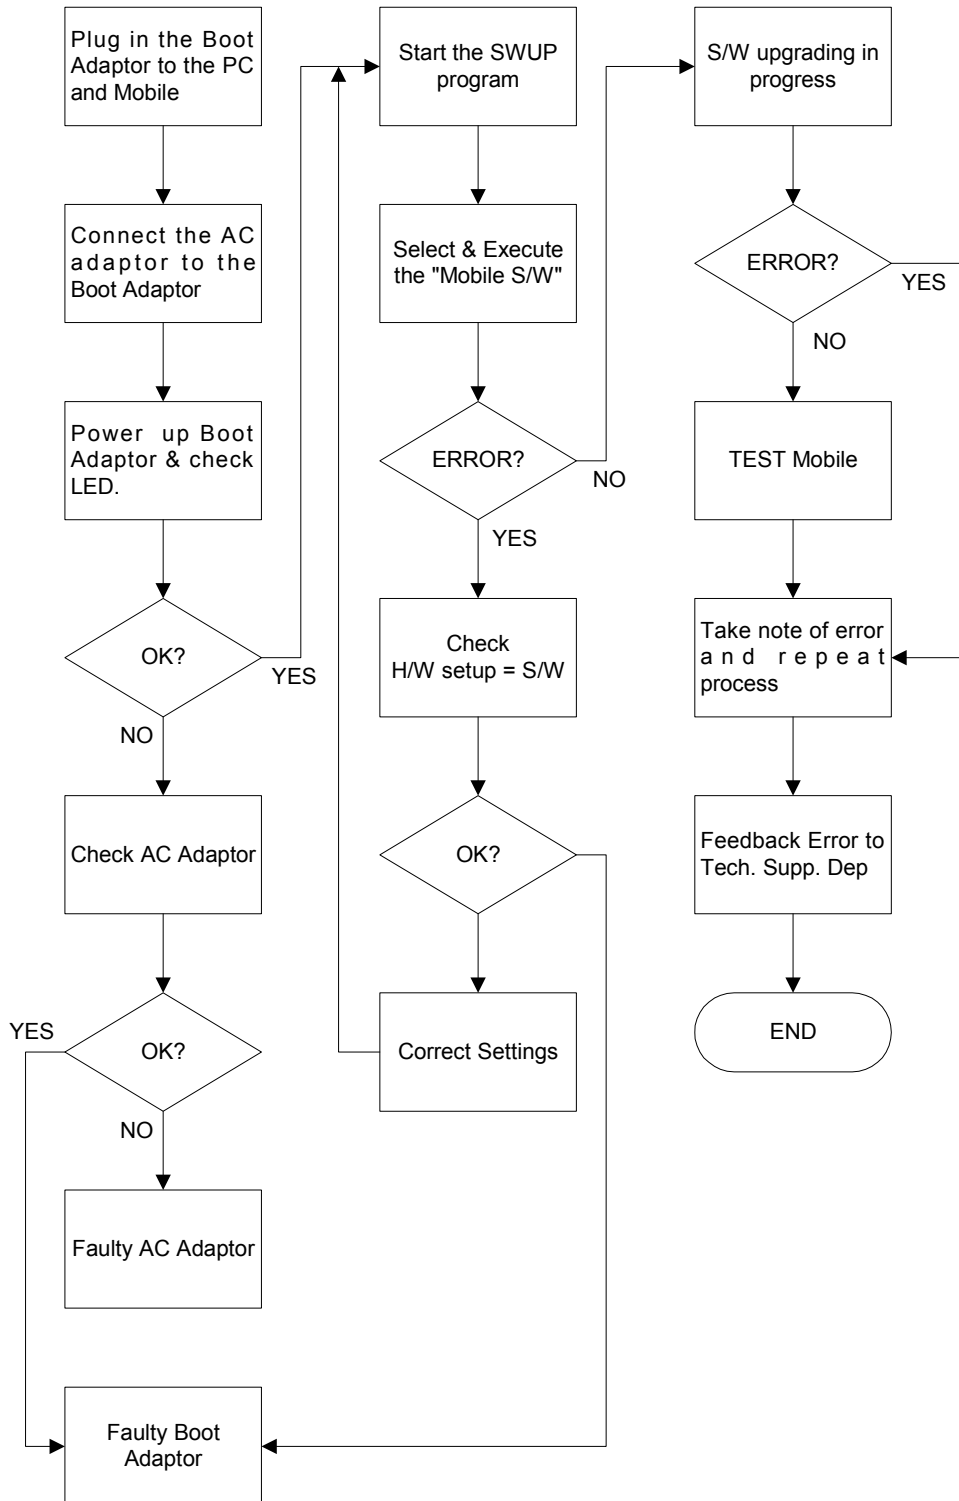 Plug in the Boot
Adaptor to the PC
and Mobile
Connect the AC
adaptor to the
Boot Adaptor
Power up Boot
Adaptor & check
LED.
OK?
YES
NO
Check AC Adaptor
YES
OK?
NO
Faulty AC Adaptor
Faulty Boot
Adaptor
Start the SWUP
program
Select & Execute
the "Mobile S/W"
ERROR?
NO
YES
Check
H/W setup = S/W
OK?
Correct Settings
S/W upgrading in
progress
ERROR?
YES
NO
TEST Mobile
Take note of error
and repeat
process
Feedback Error to
Tech. Supp. Dep
END